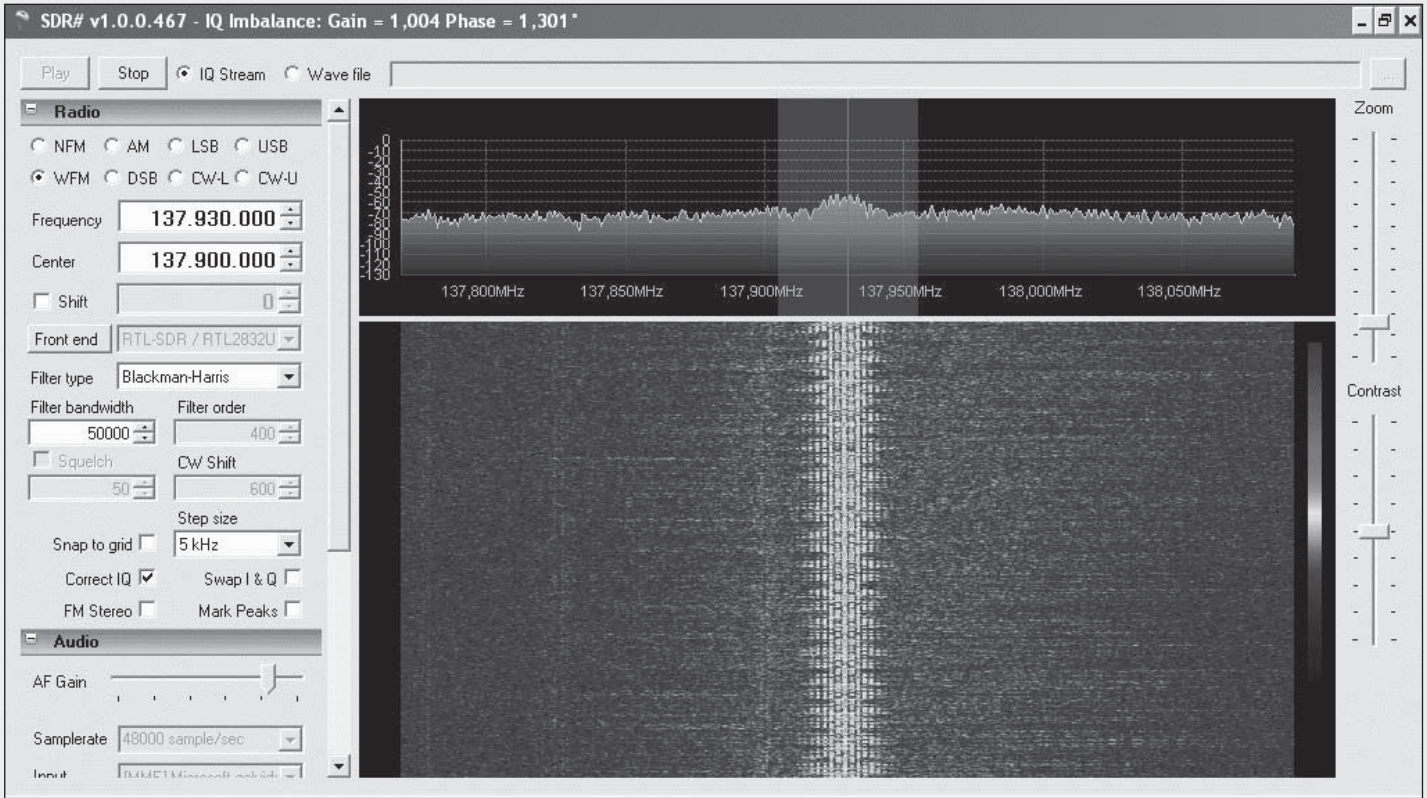 SDR# v1.0.0.467 - IQ Imbalance: Gain = 1,004 Phase = 1,301°
Play Stop IQ Stream Wave file ...
Radio
NFM AM LSB USB
WFM DSB CW-L CW-U
Frequency 137.930.000
Center 137.900.000
Shift 0
Front end RTL-SDR / RTL2832U
Filter type Blackman-Harris
Filter bandwidth Filter order
50000 400
Squelch CW Shift
50 600
Step size
Snap to grid 5 kHz
Correct IQ Swap I & Q
FM Stereo Mark Peaks
Audio
AF Gain
Samplerate 48000 sample/sec
Input
-0
-10
-20
-30
-40
-50
-60
-70
-80
-90
-100
-110
-120
-130
137,800MHz 137,850MHz 137,900MHz 137,950MHz 138,000MHz 138,050MHz
Zoom
Contrast